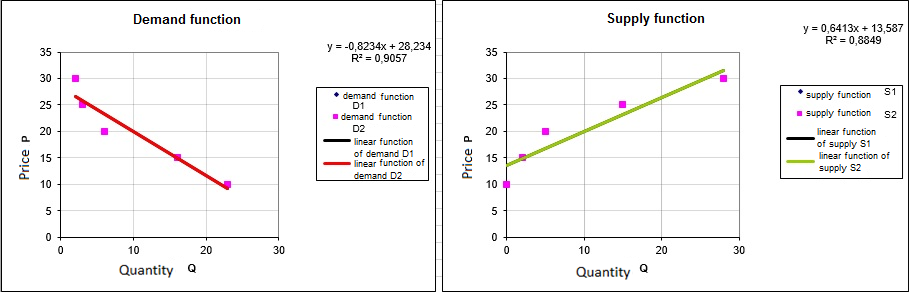 Demand function
y = -0,8234x + 28,234
R² = 0,9057
35
30
25
20
15
10
5
0
0
10
20
30
Price P
Quantity Q
demand function
D1
demand function
D2
linear function
of demand D1
linear function of
demand D2
Supply function
y = 0,6413x + 13,587
R² = 0,8849
35
30
25
20
15
10
5
0
0
10
20
30
Price P
Quantity Q
supply function S1
supply function S2
linear function
of supply S1
linear function of
supply S2